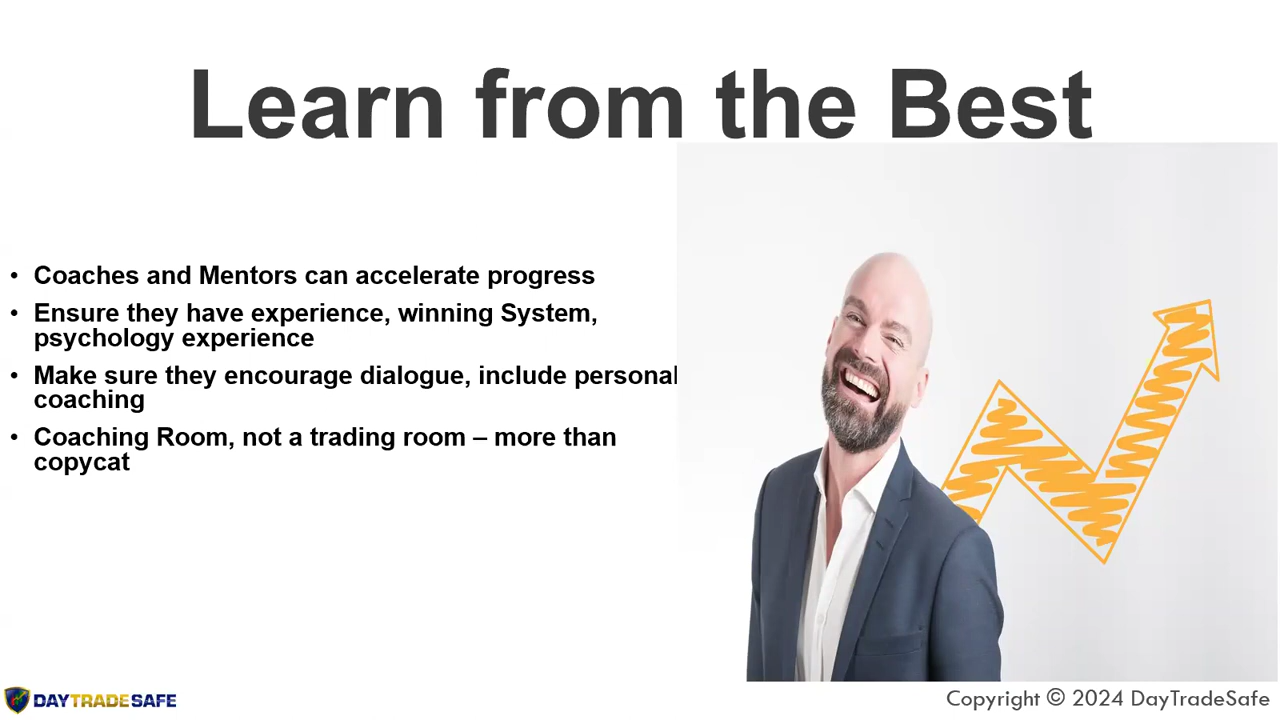 Learn from the Best
• Coaches and Mentors can accelerate progress
• Ensure they have experience, winning System,
psychology experience
• Make sure they encourage dialogue, include personal
coaching
• Coaching Room, not a trading room – more than
copycat
DAYTRADESAFE
Copyright © 2024 DayTradeSafe